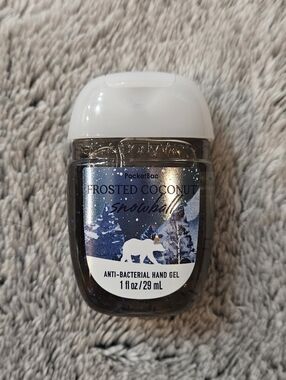 PocketBac
FROSTED COCONUT
snowball
ANTI-BACTERIAL HAND GEL
1 fl oz / 29 mL